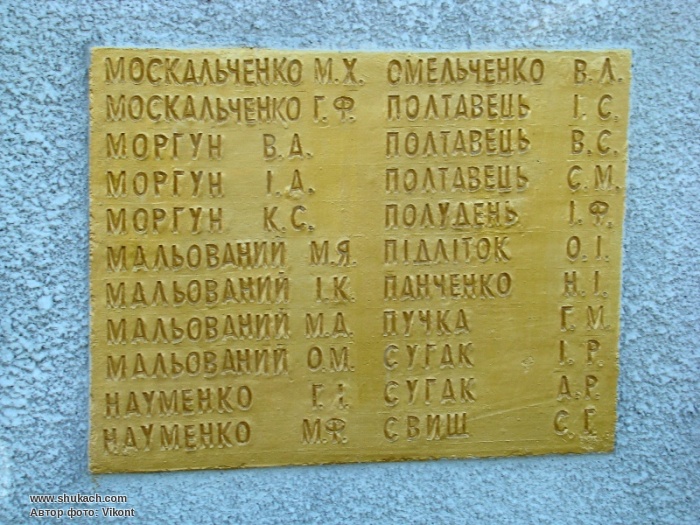 МОСКАЛЬЧЕНКО М.Х.
МОСКАЛЬЧЕНКО Г.Ф.
МОРГУН В.А.
МОРГУН І.А.
МОРГУН К.С.
МАЛЬОВАНИЙ М.Я.
МАЛЬОВАНИЙ І.К.
МАЛЬОВАНИЙ М.А.
МАЛЬОВАНИЙ О.М.
НАУМЕНКО Г.І.
НАУМЕНКО М.Ф.
ОМЕЛЬЧЕНКО В.Л.
ПОЛТАВЕЦЬ І.С.
ПОЛТАВЕЦЬ В.С.
ПОЛТАВЕЦЬ С.М.
ПОЛУДЕНЬ І.Ф.
ПІДЛІТОК О.І.
ПАНЧЕНКО Н.І.
ПУЧКА Г.М.
СУГАК І.Р.
СУГАК А.Р.
СВИЩ С.Г.
www.shukach.com
Автор фото: Vikont